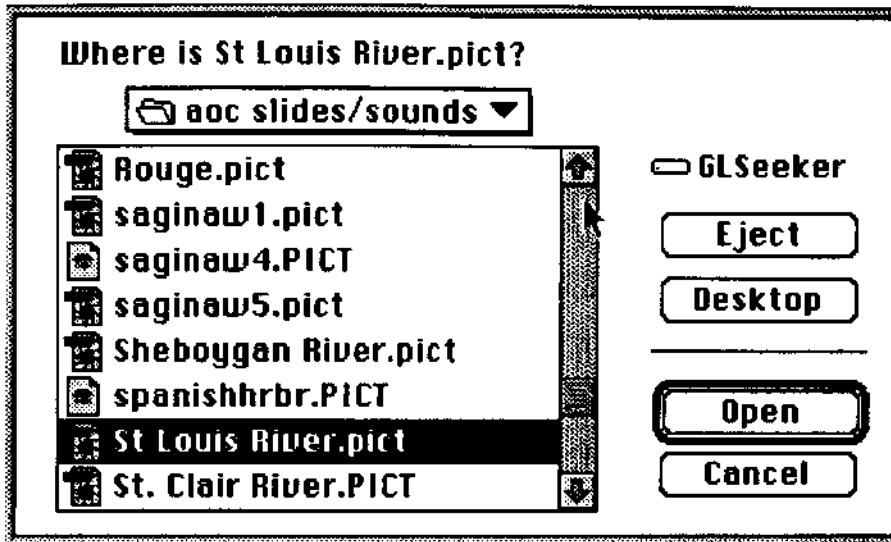 Where is St Louis River.pict?
aoc slides/sounds
Rouge.pict
saginaw1.pict
saginaw4.PICT
saginaw5.pict
Sheboygan River.pict
spanishhrbr.PICT
St Louis River.pict
St. Clair River.PICT
GLSeeker
Eject
Desktop
Open
Cancel